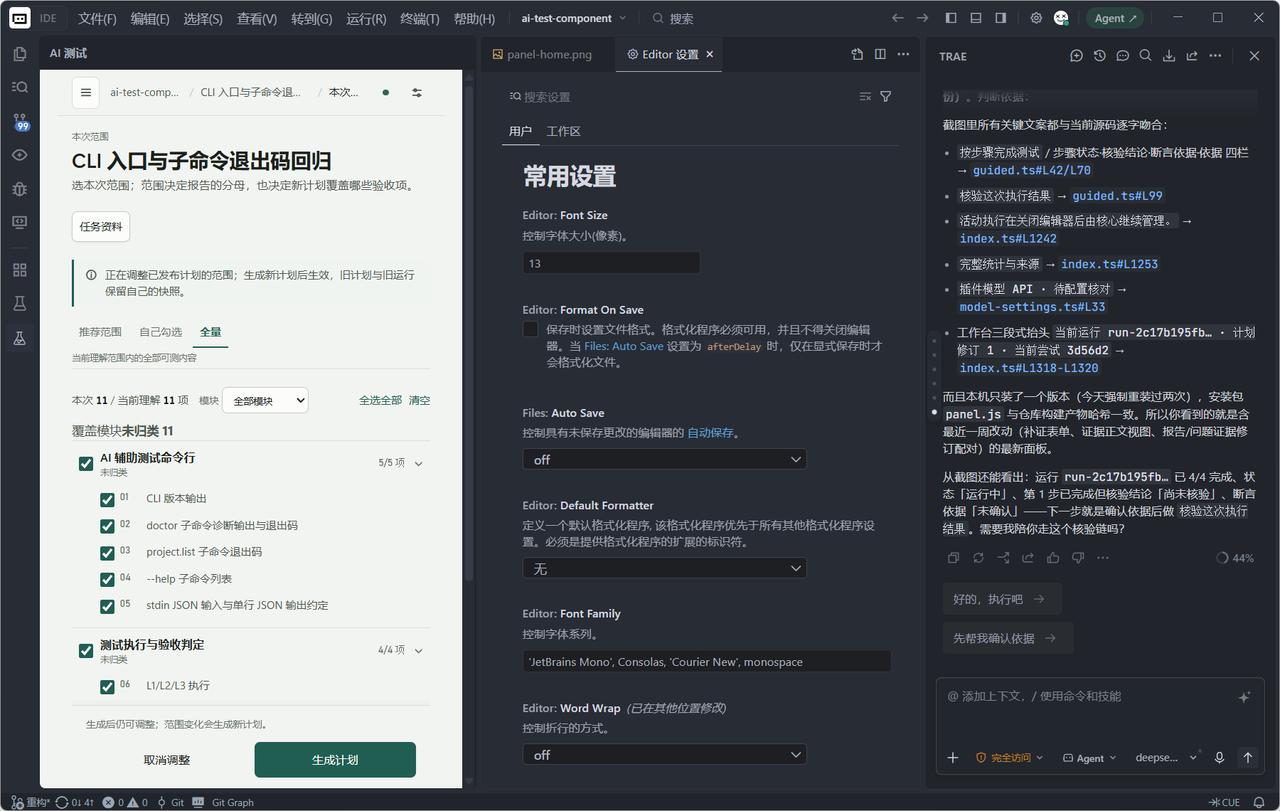 IDE 文件(F) 编辑(E) 选择(S) 查看(V) 转到(G) 运行(R) 终端(T) 帮助(H) ai-test-component 搜索 Agent ↗
AI 测试
99
ai-test-comp... / CLI 入口与子命令退... / 本次...
本次范围
CLI 入口与子命令退出码回归
选本次范围；范围决定报告的分母，也决定新计划覆盖哪些验收项。
任务资料
正在调整已发布计划的范围；生成新计划后生效，旧计划与旧运行
保留自己的快照。
推荐范围 自己勾选 全量
当前理解范围内的全部可测内容
本次 11 / 当前理解 11 项 模块 全部模块 全选全部 清空
覆盖模块未归类 11
AI 辅助测试命令行 5/5 项
未归类
01 CLI 版本输出
02 doctor 子命令诊断输出与退出码
03 project.list 子命令退出码
04 --help 子命令列表
05 stdin JSON 输入与单行 JSON 输出约定
测试执行与验收判定 4/4 项
未归类
06 L1/L2/L3 执行
生成后仍可调整；范围变化会生成新计划。
取消调整 生成计划
panel-home.png Editor 设置 ×
搜索设置
用户 工作区
常用设置
Editor: Font Size
控制字体大小(像素)。
13
Editor: Format On Save
保存时设置文件格式。格式化程序必须可用，并且不得关闭编辑
器。当 Files: Auto Save 设置为 afterDelay 时，仅在显式保存时才
会格式化文件。
Files: Auto Save
控制具有未保存更改的编辑器的 自动保存。
off
Editor: Default Formatter
定义一个默认格式化程序, 该格式化程序优先于所有其他格式化程序设
置。必须是提供格式化程序的扩展的标识符。
无
Editor: Font Family
控制字体系列。
'JetBrains Mono', Consolas, 'Courier New', monospace
Editor: Word Wrap (已在其他位置修改)
控制折行的方式。
off
TRAE
份）。判断依据：
截图里所有关键文案都与当前源码逐字吻合：
• 按步骤完成测试 / 步骤状态·核验结论·断言依据·依据 四栏
→ guided.ts#L42/L70
• 核验这次执行结果 → guided.ts#L99
• 活动执行在关闭编辑器后由核心继续管理。 →
index.ts#L1242
• 完整统计与来源 → index.ts#L1253
• 插件模型 API · 待配置核对 →
model-settings.ts#L33
• 工作台三段式抬头 当前运行 run-2c17b195fb… · 计划
修订 1 · 当前尝试 3d56d2 →
index.ts#L1318-L1320
而且本机只装了一个版本（今天强制重装过两次），安装包
panel.js 与仓库构建产物哈希一致。所以你看到的就是含
最近一周改动（补证表单、证据正文视图、报告/问题证据修
订配对）的最新面板。
从截图还能看出：运行 run-2c17b195fb… 已 4/4 完成、状
态「运行中」、第 1 步已完成但核验结论「尚未核验」、断言
依据「未确认」——下一步就是确认依据后做 核验这次执行
结果 。需要我陪你走这个核验链吗？
44%
好的，执行吧 →
先帮我确认依据 →
@ 添加上下文，/ 使用命令和技能
完全访问 Agent deepse...
重构* 0↓ 4↑ 0 0 Git Git Graph CUE